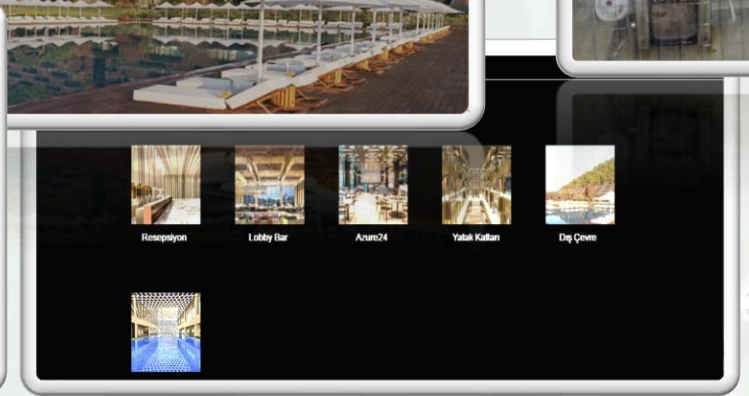 Resepsiyon
Lobby Bar
Azure24
Yatak Katları
Dış Çevre